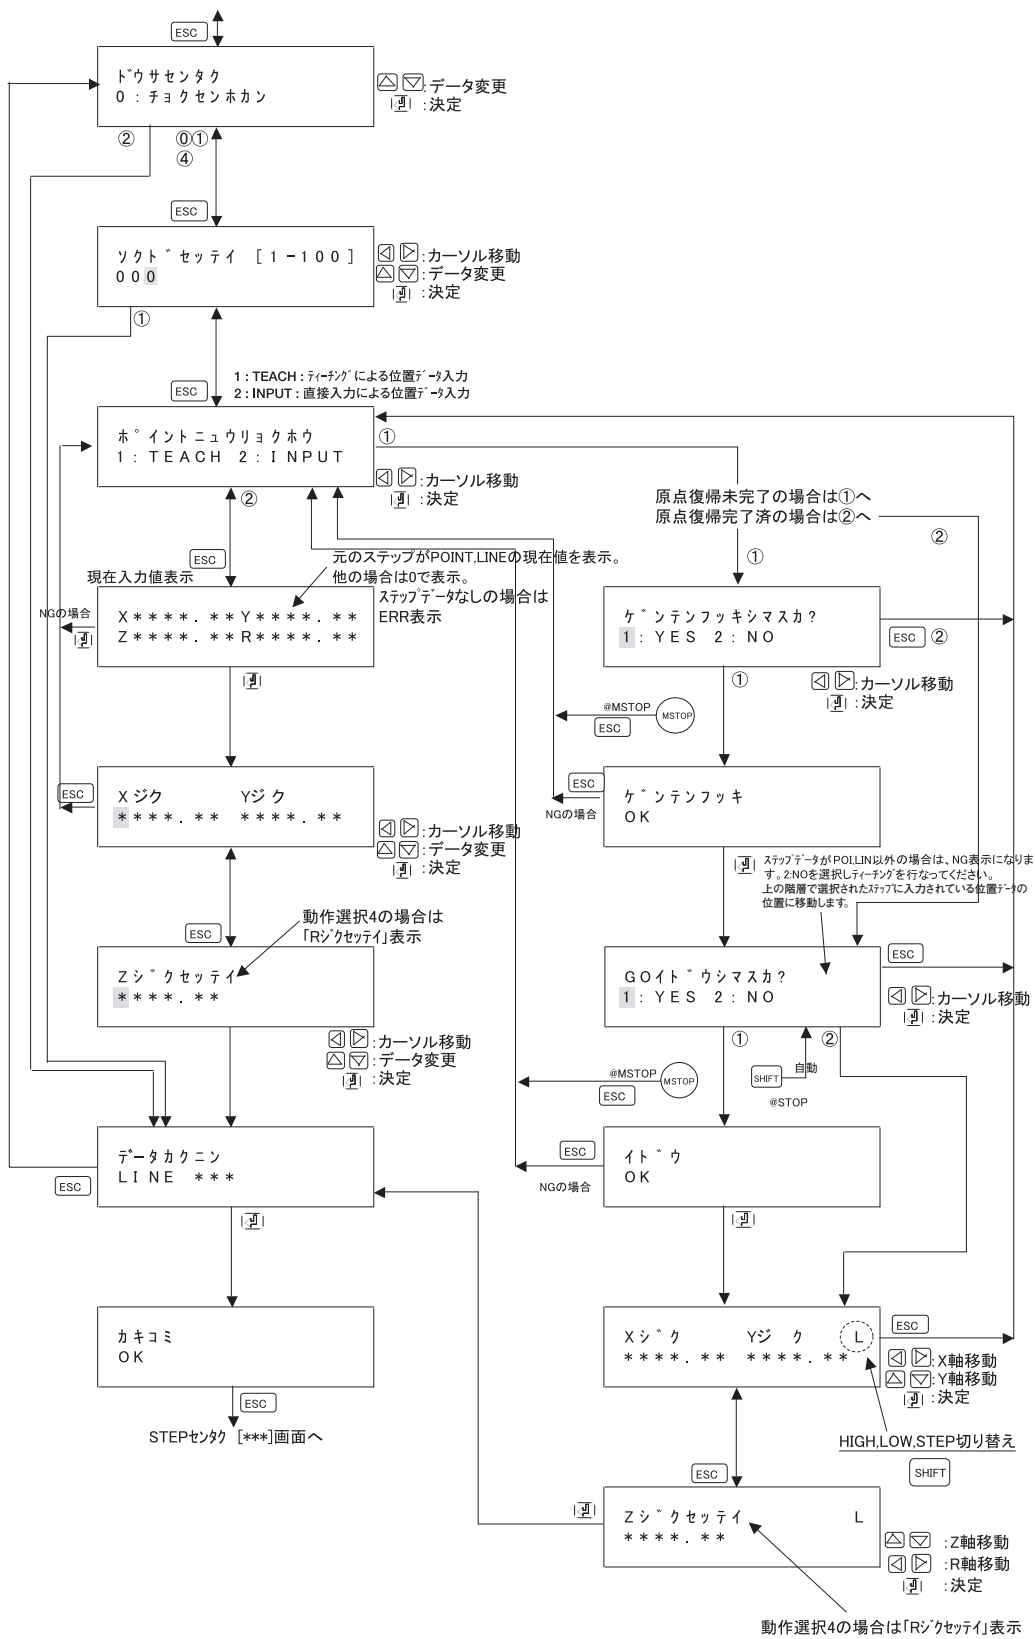 ESC
ドウサセンタク
0:チョクセンホカン
:データ変更
:決定
②
⓪①
④
ESC
ソクドセッテイ [1-100]
000
:カーソル移動
:データ変更
:決定
①
1:TEACH:ティーチングによる位置データ入力
2:INPUT:直接入力による位置データ入力
ESC
ポイントニュウリョクホウ
1: TEACH 2: INPUT
①
:カーソル移動
:決定
②
原点復帰未完了の場合は①へ
原点復帰完了済の場合は②へ
②
①
ESC
現在入力値表示
元のステップがPOINT,LINEの現在値を表示。
他の場合は0で表示。
ステップデータなしの場合は
ERR表示
NGの場合
X****.**Y****.**
Z****.**R****.**
ゲンテンフッキシマスカ?
1: YES 2: NO
ESC ②
①
:カーソル移動
:決定
@MSTOP
MSTOP
ESC
ESC
Xジク Yジク
****.** ****.**
:カーソル移動
:データ変更
:決定
ESC
NGの場合
ゲンテンフッキ
OK
ステップデータがPOI,LIN以外の場合は、NG表示になりま
す。2:NOを選択しティーチングを行なってください。
上の階層で選択されたステップに入力されている位置データの
位置に移動します。
動作選択4の場合は
「Rジクセッテイ」表示
ESC
Zジクセッテイ
****.**
:カーソル移動
:データ変更
:決定
GOイドウシマスカ?
1: YES 2: NO
ESC
:カーソル移動
:決定
①
②
自動
SHIFT
@STOP
@MSTOP
MSTOP
ESC
データカクニン
LINE ***
ESC
ESC
NGの場合
イドウ
OK
カキコミ
OK
ESC
STEPセンタク [***]画面へ
Xジク Yジク L
****.** ****.**
ESC
:X軸移動
:Y軸移動
:決定
HIGH,LOW,STEP切り替え
SHIFT
ESC
Zジクセッテイ L
****.**
:Z軸移動
:R軸移動
:決定
動作選択4の場合は「Rジクセッテイ」表示